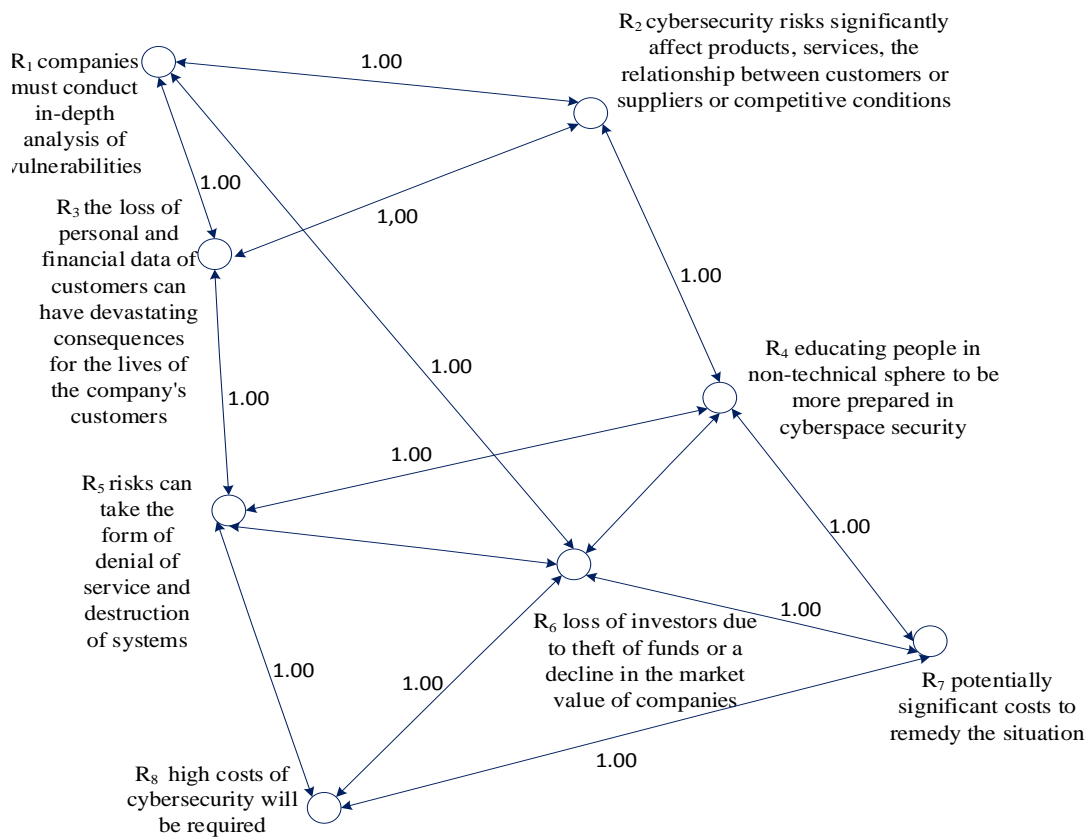 R₁ companies
must conduct
in-depth
analysis of
vulnerabilities
1.00
R₂ cybersecurity risks significantly
affect products, services, the
relationship between customers or
suppliers or competitive conditions
1.00
1,00
R₃ the loss of
personal and
financial data of
customers can
have devastating
consequences
for the lives of
the company's
customers
1.00
1.00
R₄ educating people in
non-technical sphere to be
more prepared in
cyberspace security
1.00
1.00
R₅ risks can
take the
form of
denial of
service and
destruction
of systems
1.00
1.00
R₆ loss of investors due
to theft of funds or a
decline in the market
value of companies
1.00
1.00
R₇ potentially
significant costs to
remedy the situation
1.00
1.00
R₈ high costs of
cybersecurity will
be required